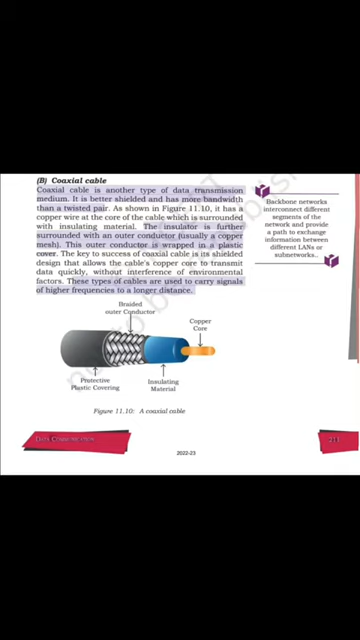 (B) Coaxial cable
Coaxial cable is another type of data transmission
medium. It is better shielded and has more bandwidth
than a twisted pair. As shown in Figure 11.10, it has a
copper wire at the core of the cable which is surrounded
with insulating material. The insulator is further
surrounded with an outer conductor (usually a copper
mesh). This outer conductor is wrapped in a plastic
cover. The key to success of coaxial cable is its shielded
design that allows the cable's copper core to transmit
data quickly, without interference of environmental
factors. These types of cables are used to carry signals
of higher frequencies to a longer distance.
Backbone networks
interconnect different
segments of the
network and provide
a path to exchange
information between
different LANs or
subnetworks..
Braided
outer Conductor
Copper
Core
Protective
Plastic Covering
Insulating
Material
Figure 11.10: A coaxial cable
DATA COMMUNICATION
2022-23